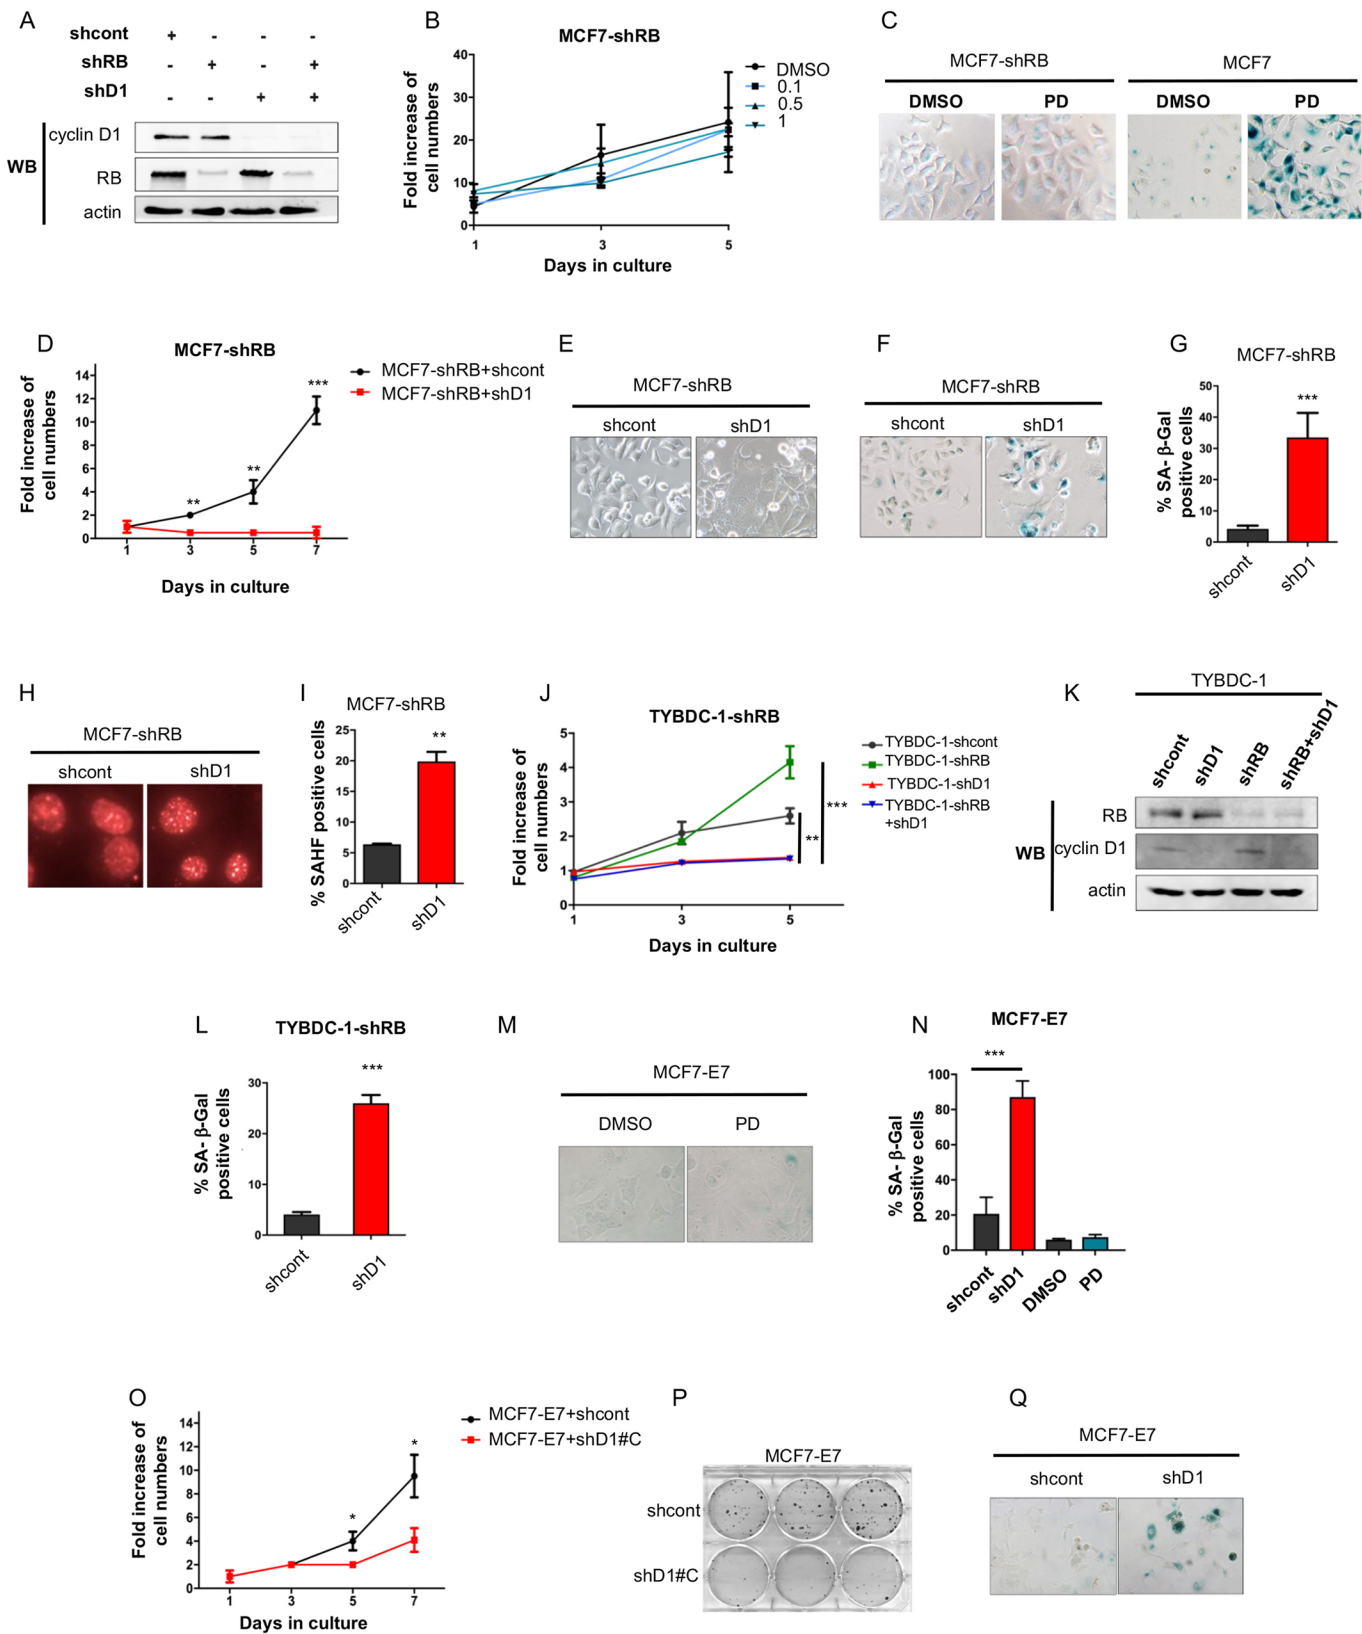 A
shcont + - - -
shRB - + - +
shD1 - - + +
WB
cyclin D1
RB
actin
B
MCF7-shRB
Fold increase of
cell numbers
40
30
20
10
0
1 3 5
Days in culture
DMSO
0.1
0.5
1
C
MCF7-shRB MCF7
DMSO PD DMSO PD
D
MCF7-shRB
Fold increase of
cell numbers
14
12
10
8
6
4
2
0
1 3 5 7
** ** ***
Days in culture
MCF7-shRB+shcont
MCF7-shRB+shD1
E
MCF7-shRB
shcont shD1
F
MCF7-shRB
shcont shD1
G
MCF7-shRB
% SA- β-Gal
positive cells
50
40
30
20
10
0
***
shcont shD1
H
MCF7-shRB
shcont shD1
I
MCF7-shRB
% SAHF positive cells
25
20
15
10
5
0
**
shcont shD1
J
TYBDC-1-shRB
Fold increase of
cell numbers
5
4
3
2
1
0
1 3 5
Days in culture
** ***
TYBDC-1-shcont
TYBDC-1-shRB
TYBDC-1-shD1
TYBDC-1-shRB
+shD1
K
TYBDC-1
shcont shD1 shRB shRB+shD1
WB
RB
cyclin D1
actin
L
TYBDC-1-shRB
% SA- β-Gal
positive cells
30
20
10
0
***
shcont shD1
M
MCF7-E7
DMSO PD
N
MCF7-E7
% SA- β-Gal
positive cells
100
80
60
40
20
0
***
shcont shD1 DMSO PD
O
Fold increase of
cell numbers
14
12
10
8
6
4
2
0
1 3 5 7
* *
Days in culture
MCF7-E7+shcont
MCF7-E7+shD1#C
P
MCF7-E7
shcont
shD1#C
Q
MCF7-E7
shcont shD1